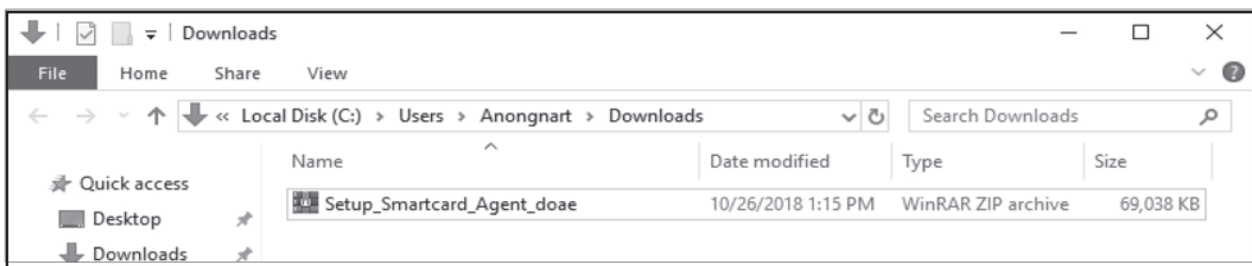 Downloads
File Home Share View
« Local Disk (C:) > Users > Anongnart > Downloads Search Downloads
Name Date modified Type Size
Quick access
Setup_Smartcard_Agent_doae 10/26/2018 1:15 PM WinRAR ZIP archive 69,038 KB
Desktop
Downloads